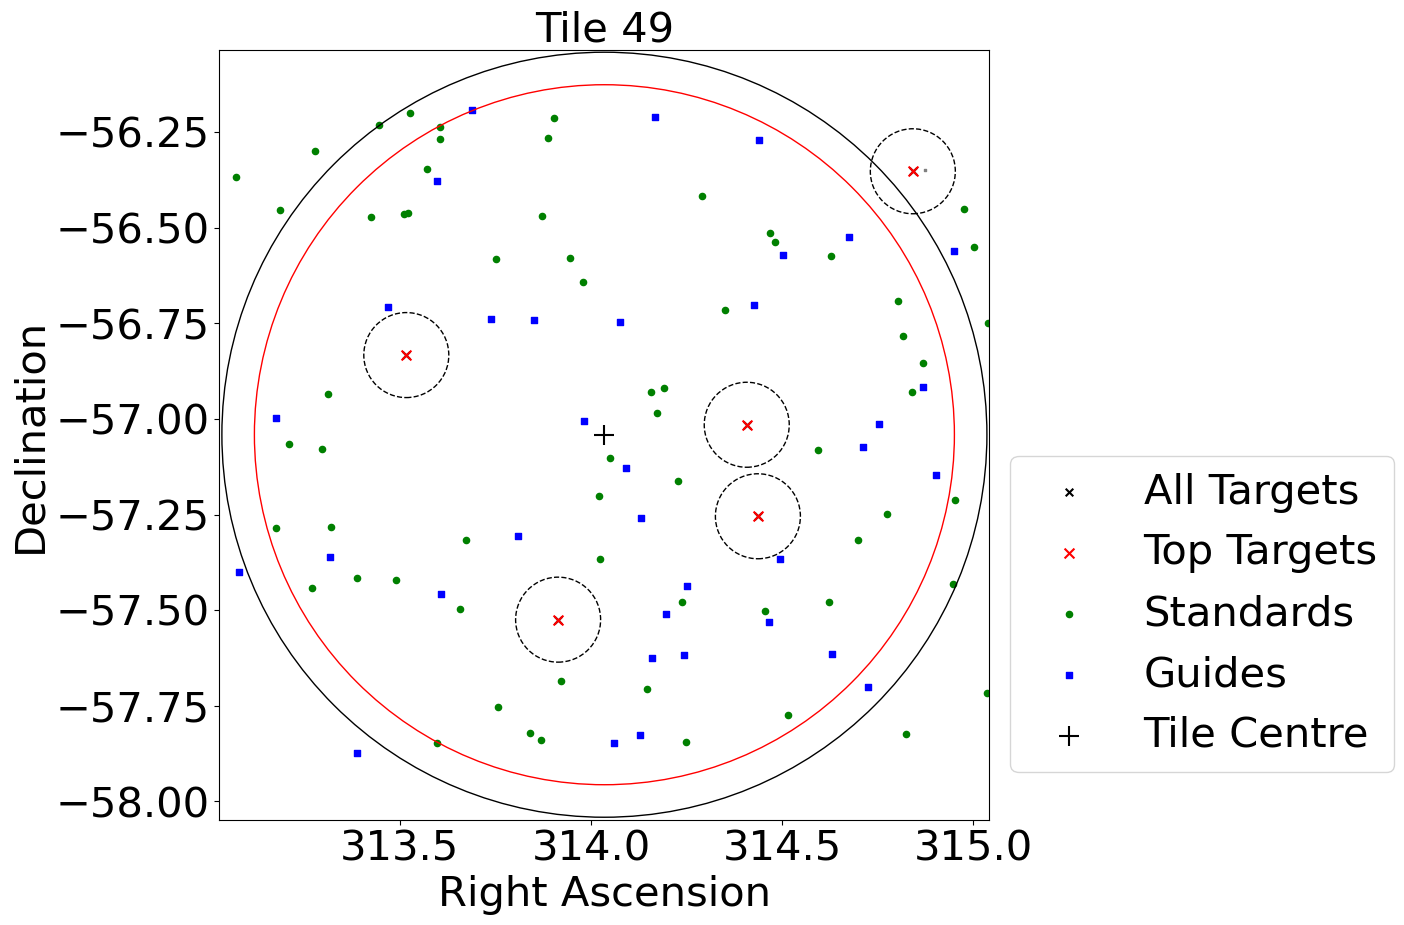 Tile 49
Declination
−56.25
−56.50
−56.75
−57.00
−57.25
−57.50
−57.75
−58.00
313.5
314.0
314.5
315.0
Right Ascension
All Targets
Top Targets
Standards
Guides
Tile Centre